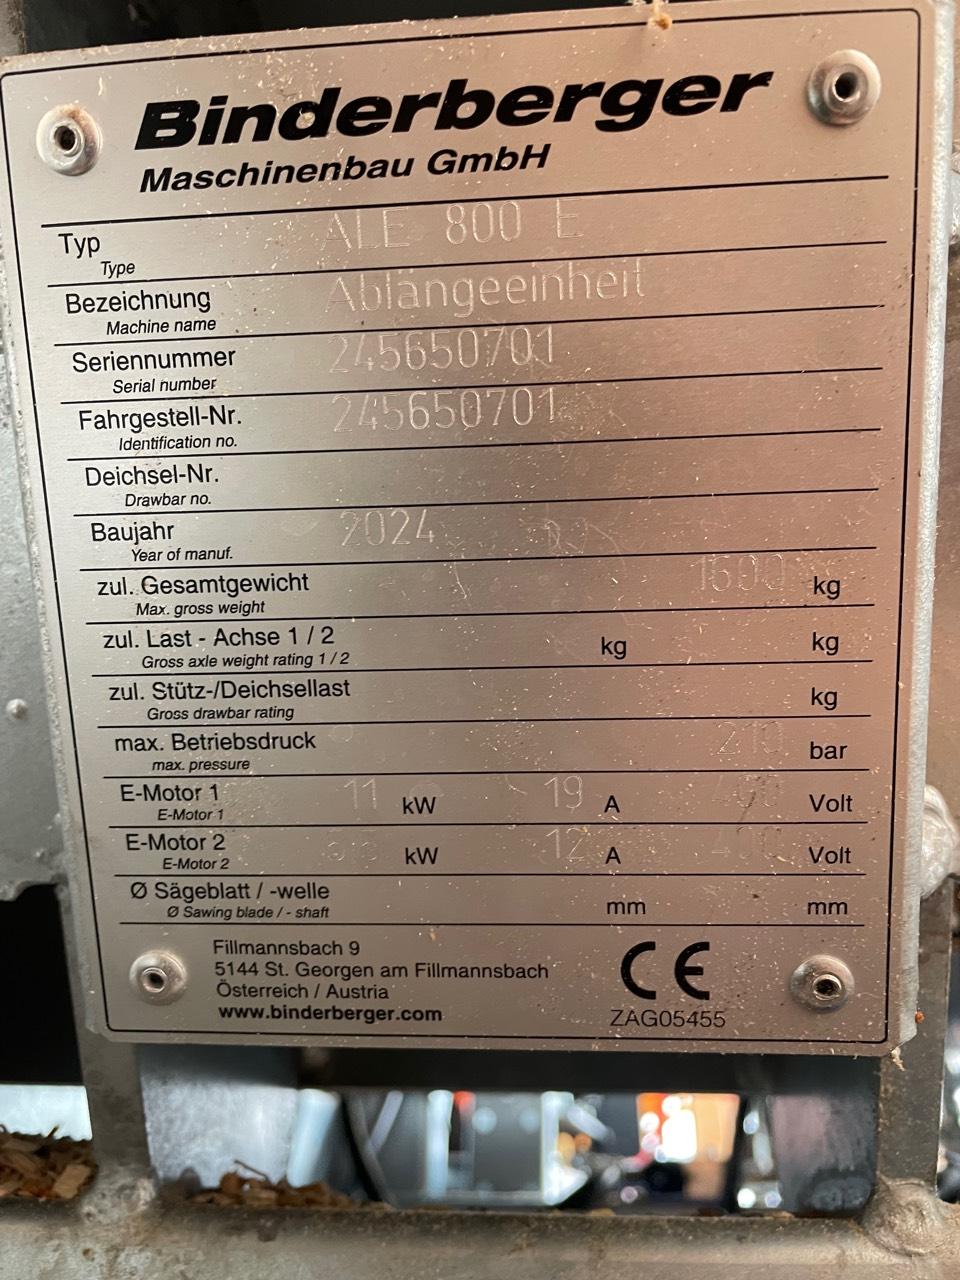 Binderberger
Maschinenbau GmbH
Typ ALE 800 E
Type
Bezeichnung Ablängeeinheit
Machine name
Seriennummer 245650701
Serial number
Fahrgestell-Nr. 245650701
Identification no.
Deichsel-Nr.
Drawbar no.
Baujahr 2024
Year of manuf.
zul. Gesamtgewicht 1600 kg
Max. gross weight
zul. Last - Achse 1 / 2 kg kg
Gross axle weight rating 1 / 2
zul. Stütz-/Deichsellast kg
Gross drawbar rating
max. Betriebsdruck 210 bar
max. pressure
E-Motor 1 11 kW 19 A Volt
E-Motor 1
E-Motor 2 kW 12 A 400 Volt
E-Motor 2
Ø Sägeblatt / -welle mm mm
Ø Sawing blade / - shaft
Fillmannsbach 9
5144 St. Georgen am Fillmannsbach
Österreich / Austria
www.binderberger.com
CE
ZAG05455